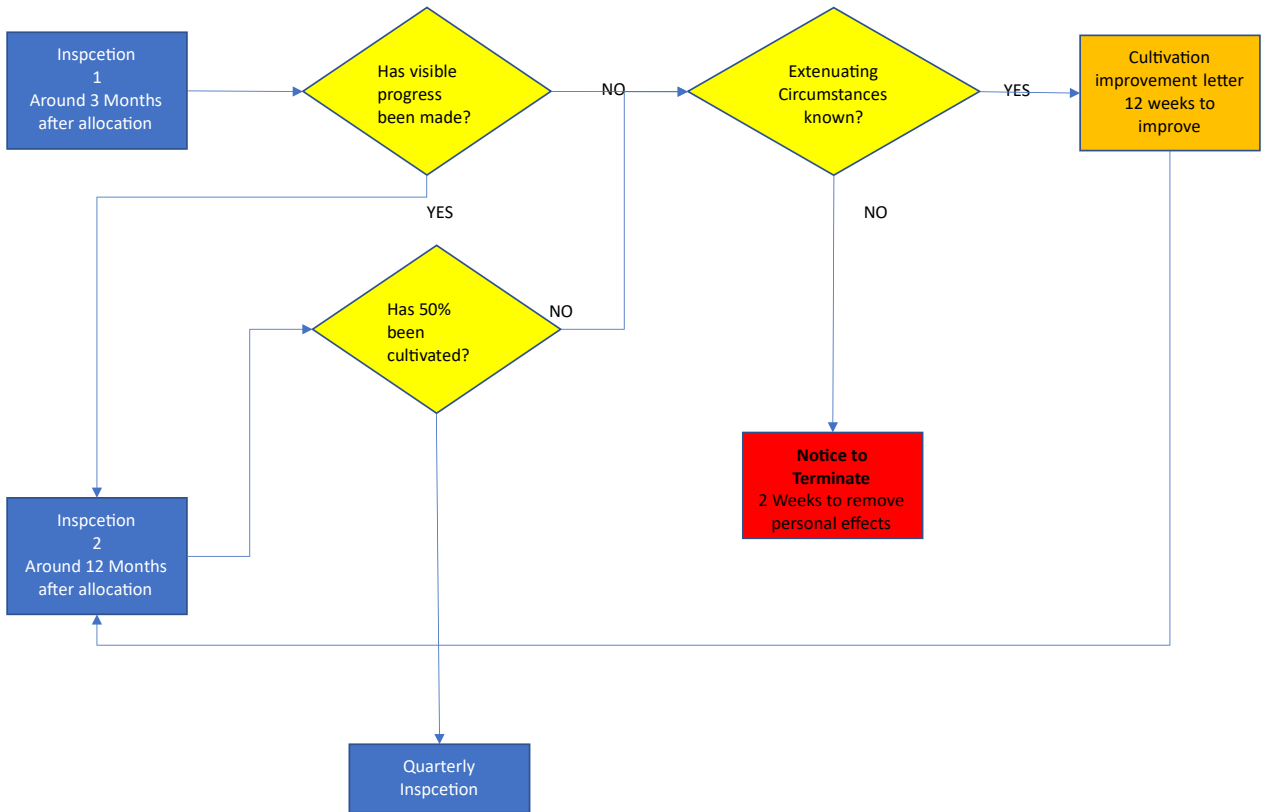 Inspcetion
1
Around 3 Months
after allocation
Has visible
progress
been made?
NO
Extenuating
Circumstances
known?
YES
Cultivation
improvement letter
12 weeks to
improve
YES
NO
Has 50%
been
cultivated?
NO
Notice to
Terminate
2 Weeks to remove
personal effects
Inspcetion
2
Around 12 Months
after allocation
Quarterly
Inspcetion